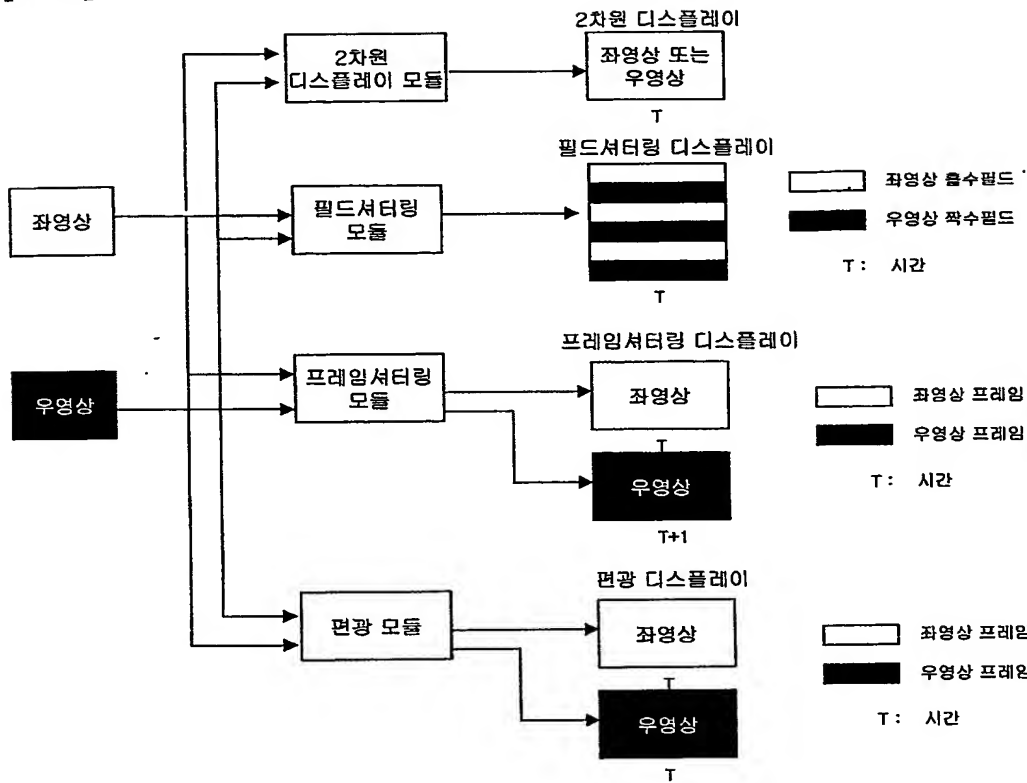 2차원 디스플레이
2차원
디스플레이 모듈
좌영상 또는
우영상
T
필드셔터링 디스플레이
좌영상
필드셔터링
모듈
좌영상 홀수필드
우영상 짝수필드
T : 시간
T
프레임셔터링 디스플레이
우영상
프레임셔터링
모듈
좌영상
T
우영상
T+1
좌영상 프레임
우영상 프레임
T : 시간
편광 디스플레이
편광 모듈
좌영상
T
우영상
T
좌영상 프레임
우영상 프레임
T : 시간